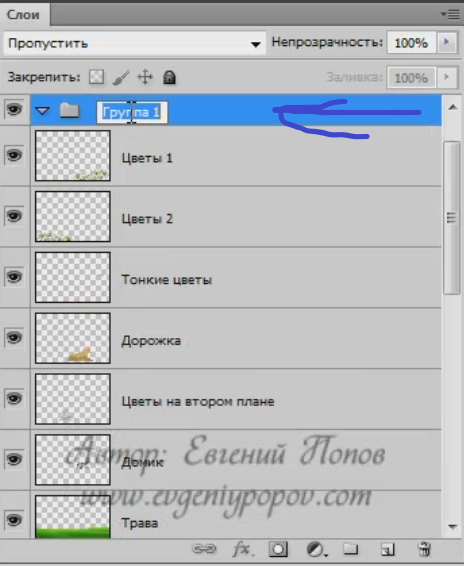 Слои
Пропустить Непрозрачность: 100%
Закрепить: Заливка: 100%
Группа 1
Цветы 1
Цветы 2
Тонкие цветы
Дорожка
Цветы на втором плане
Автор: Евгений Попов
Домик
www.evgeniypopov.com
Трава
fx.